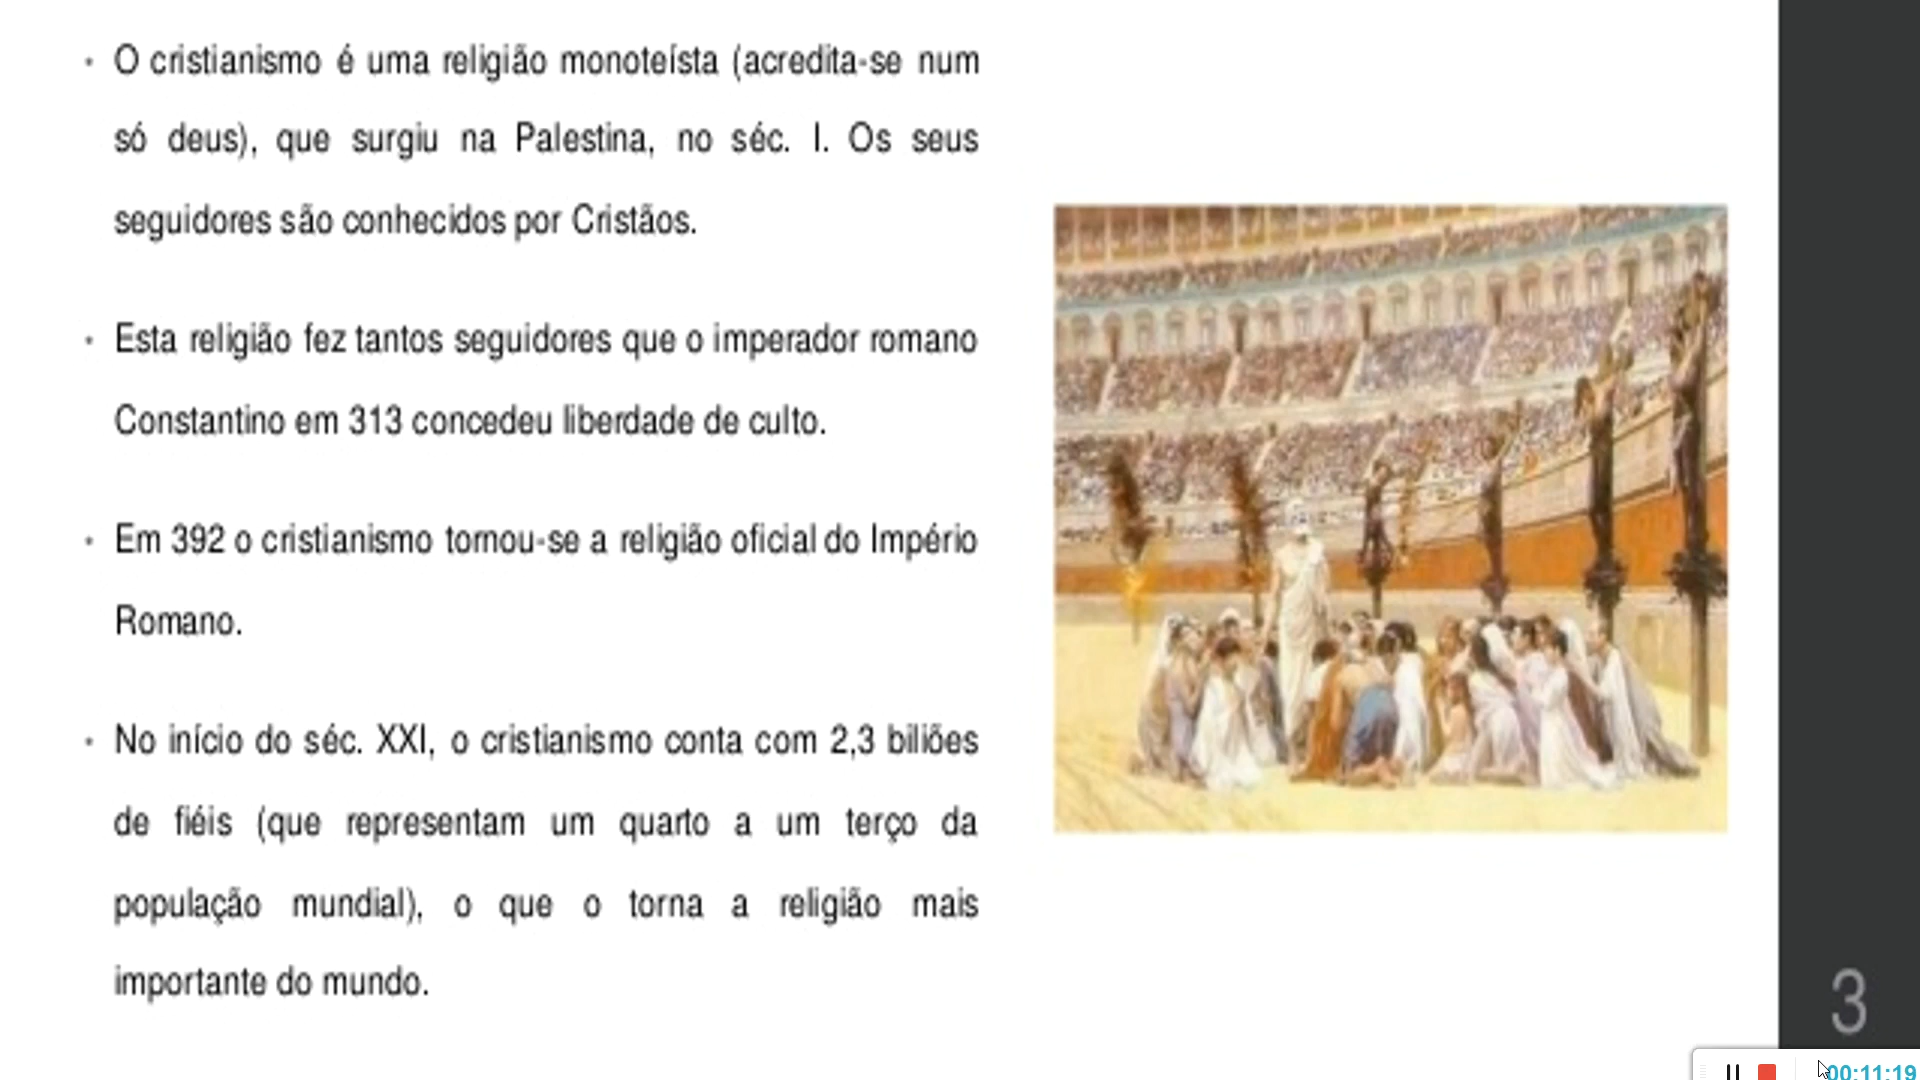 • O cristianismo é uma religião monoteísta (acredita-se num
só deus), que surgiu na Palestina, no séc. I. Os seus
seguidores são conhecidos por Cristãos.
• Esta religião fez tantos seguidores que o imperador romano
Constantino em 313 concedeu liberdade de culto.
• Em 392 o cristianismo tornou-se a religião oficial do Império
Romano.
• No início do séc. XXI, o cristianismo conta com 2,3 biliões
de fiéis (que representam um quarto a um terço da
população mundial), o que o torna a religião mais
importante do mundo.
3
00:11:19